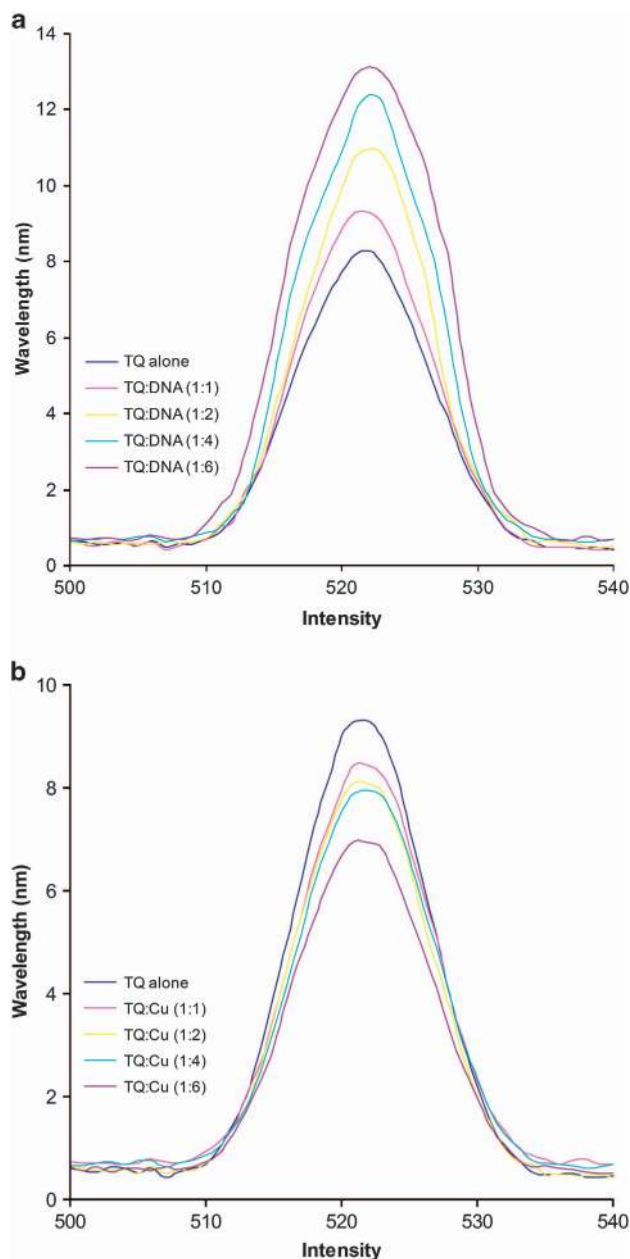 a
14
12
10
8
6
4
2
0
Wavelength (nm)
TQ alone
TQ:DNA (1:1)
TQ:DNA (1:2)
TQ:DNA (1:4)
TQ:DNA (1:6)
500 510 520 530 540
Intensity
b
10
8
6
4
2
0
Wavelength (nm)
TQ alone
TQ:Cu (1:1)
TQ:Cu (1:2)
TQ:Cu (1:4)
TQ:Cu (1:6)
500 510 520 530 540
Intensity